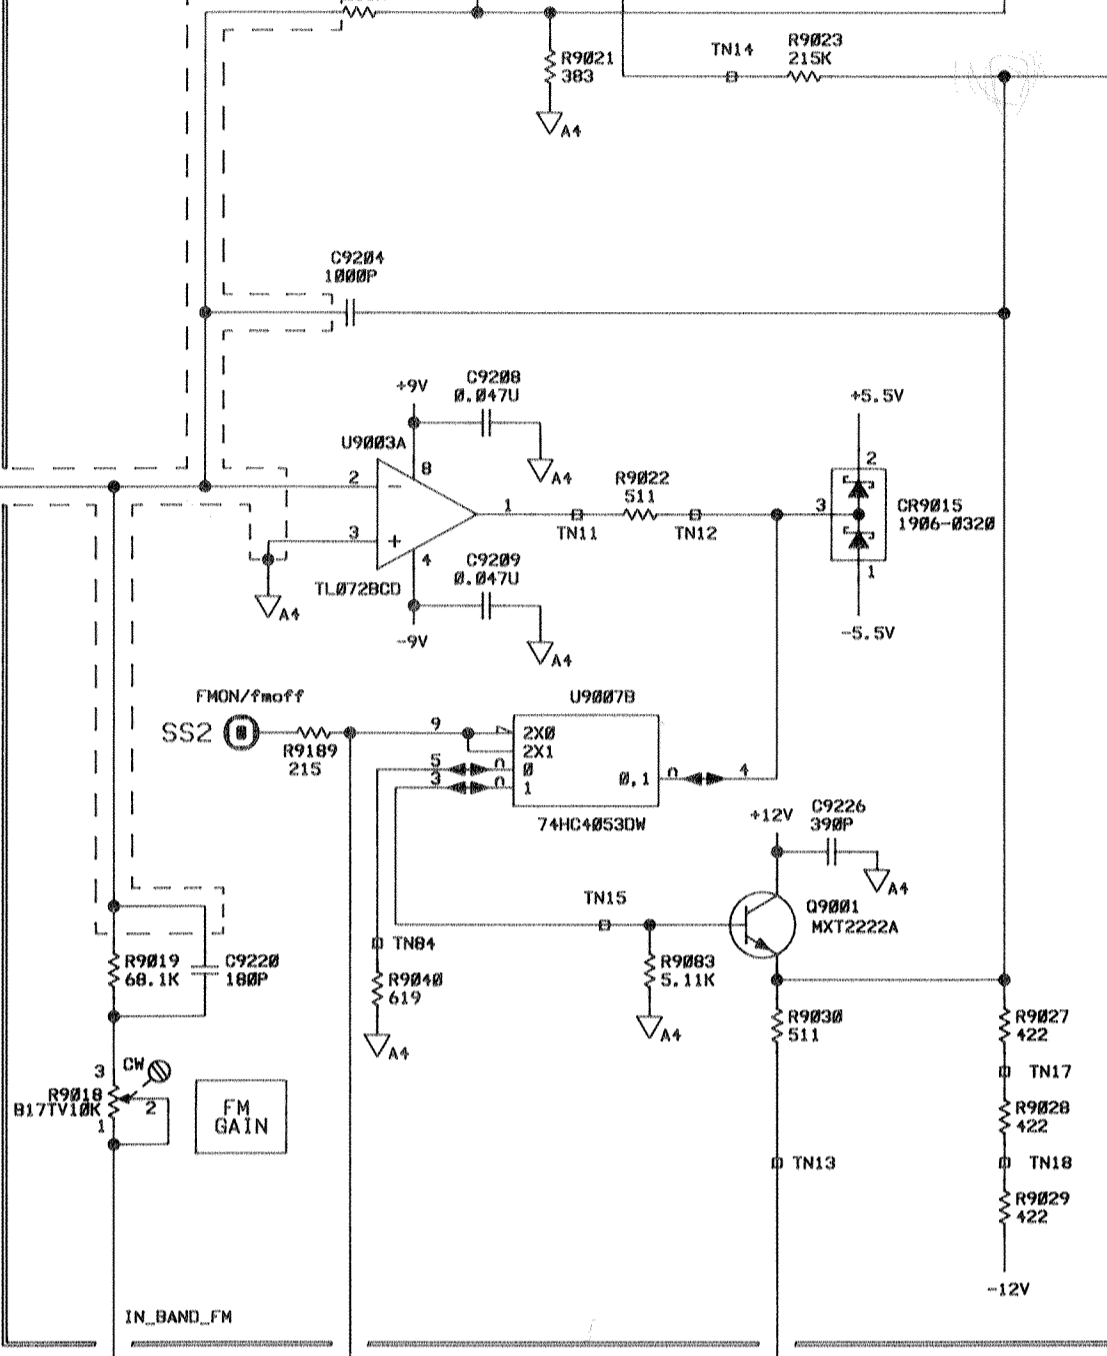 R9021
383
A4
TN14
R9023
215K
C9204
1000P
+9V
C9208
0.047U
A4
U9003A
8
2
-
3
+
1
4
TL072BCD
A4
TN11
R9022
511
TN12
C9209
0.047U
-9V
A4
+5.5V
2
3
CR9015
1906-0320
1
-5.5V
FMON/fmoff
SS2
R9189
215
9
5
3
U9007B
2X0
2X1
0
1
0,1
4
74HC4053DW
+12V
C9226
390P
A4
TN15
Q9001
MXT2222A
TN84
R9040
619
A4
R9083
5.11K
A4
R9019
68.1K
C9220
180P
R9030
511
R9027
422
TN17
R9028
422
TN13
TN18
R9029
422
-12V
3
CW
R9018
B17TV10K
2
1
FM
GAIN
IN_BAND_FM